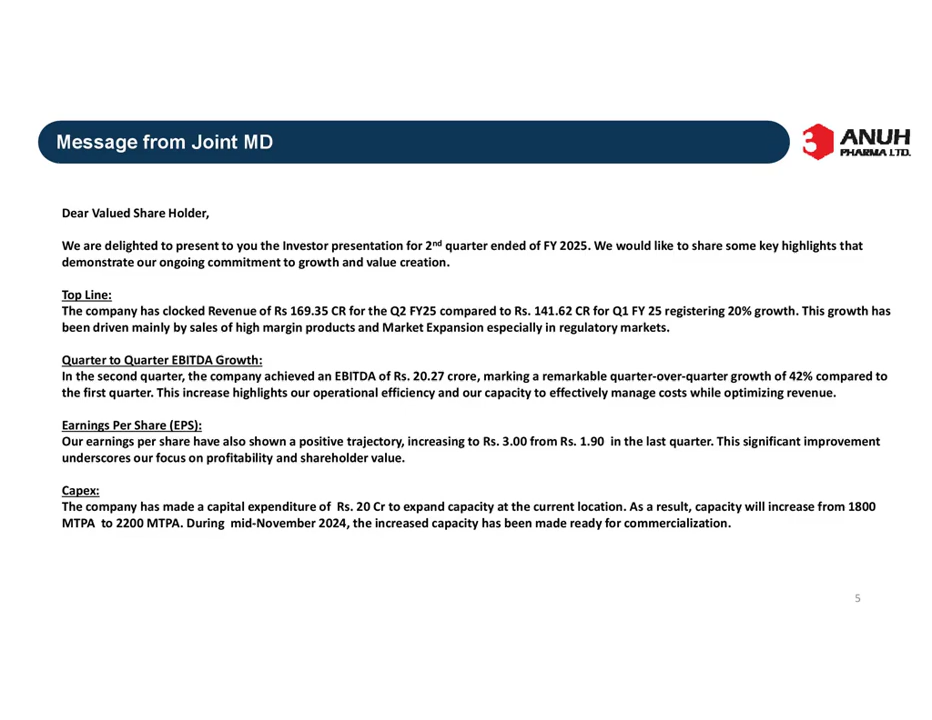 Message from Joint MD
3 ANUH
PHARMA LTD.
Dear Valued Share Holder,
We are delighted to present to you the Investor presentation for 2nd quarter ended of FY 2025. We would like to share some key highlights that
demonstrate our ongoing commitment to growth and value creation.
Top Line:
The company has clocked Revenue of Rs 169.35 CR for the Q2 FY25 compared to Rs. 141.62 CR for Q1 FY 25 registering 20% growth. This growth has
been driven mainly by sales of high margin products and Market Expansion especially in regulatory markets.
Quarter to Quarter EBITDA Growth:
In the second quarter, the company achieved an EBITDA of Rs. 20.27 crore, marking a remarkable quarter-over-quarter growth of 42% compared to
the first quarter. This increase highlights our operational efficiency and our capacity to effectively manage costs while optimizing revenue.
Earnings Per Share (EPS):
Our earnings per share have also shown a positive trajectory, increasing to Rs. 3.00 from Rs. 1.90 in the last quarter. This significant improvement
underscores our focus on profitability and shareholder value.
Capex:
The company has made a capital expenditure of Rs. 20 Cr to expand capacity at the current location. As a result, capacity will increase from 1800
MTPA to 2200 MTPA. During mid-November 2024, the increased capacity has been made ready for commercialization.
5